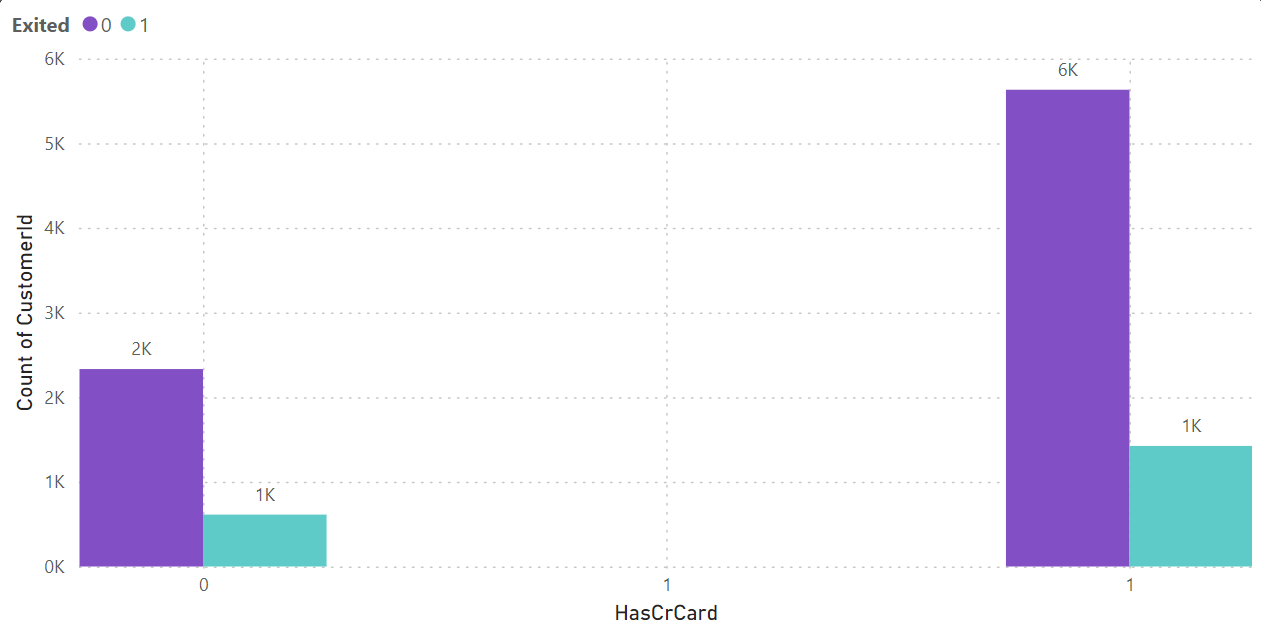 Exited 0 1
6K
6K
5K
4K
3K
2K
2K
1K
1K
1K
0K
0 1 1
HasCrCard
Count of CustomerId